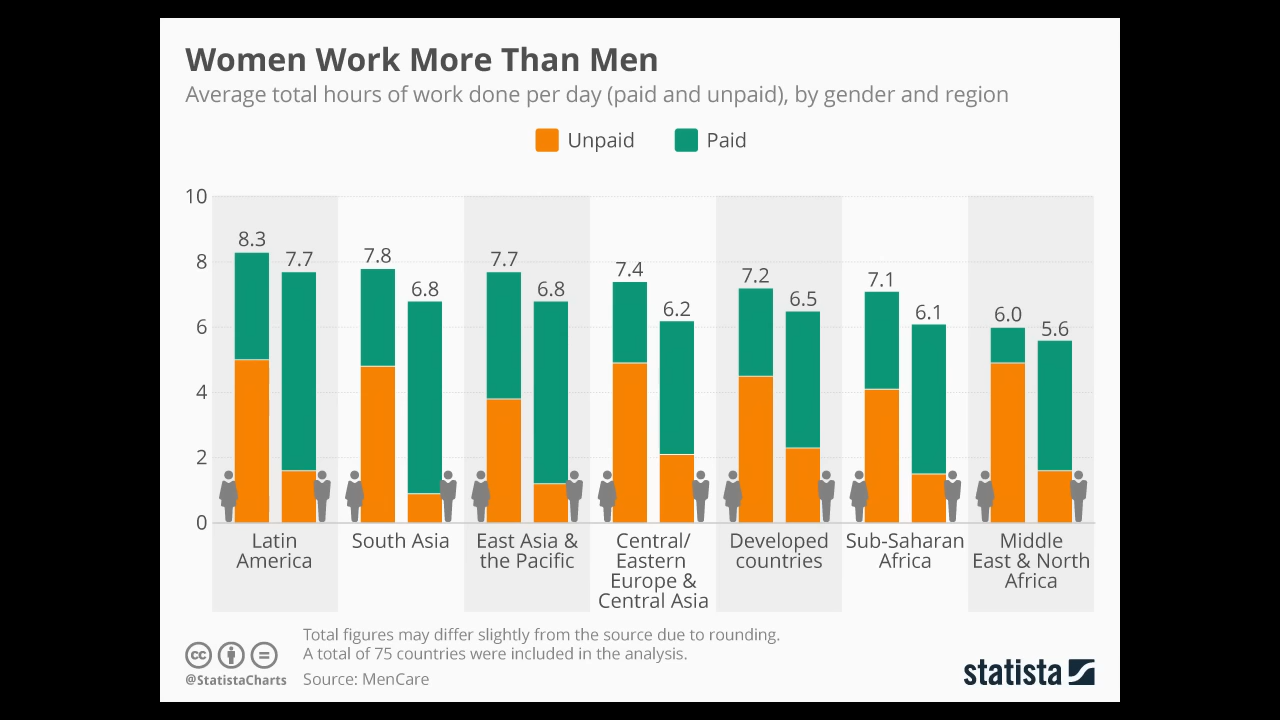 Women Work More Than Men
Average total hours of work done per day (paid and unpaid), by gender and region
Unpaid Paid
10
8
6
4
2
0
8.3 7.7 7.8 6.8 7.7 6.8 7.4 6.2 7.2 6.5 7.1 6.1 6.0 5.6
Latin
America
South Asia
East Asia &
the Pacific
Central/
Eastern
Europe &
Central Asia
Developed
countries
Sub-Saharan
Africa
Middle
East & North
Africa
Total figures may differ slightly from the source due to rounding.
A total of 75 countries were included in the analysis.
cc =
@StatistaCharts Source: MenCare
statista